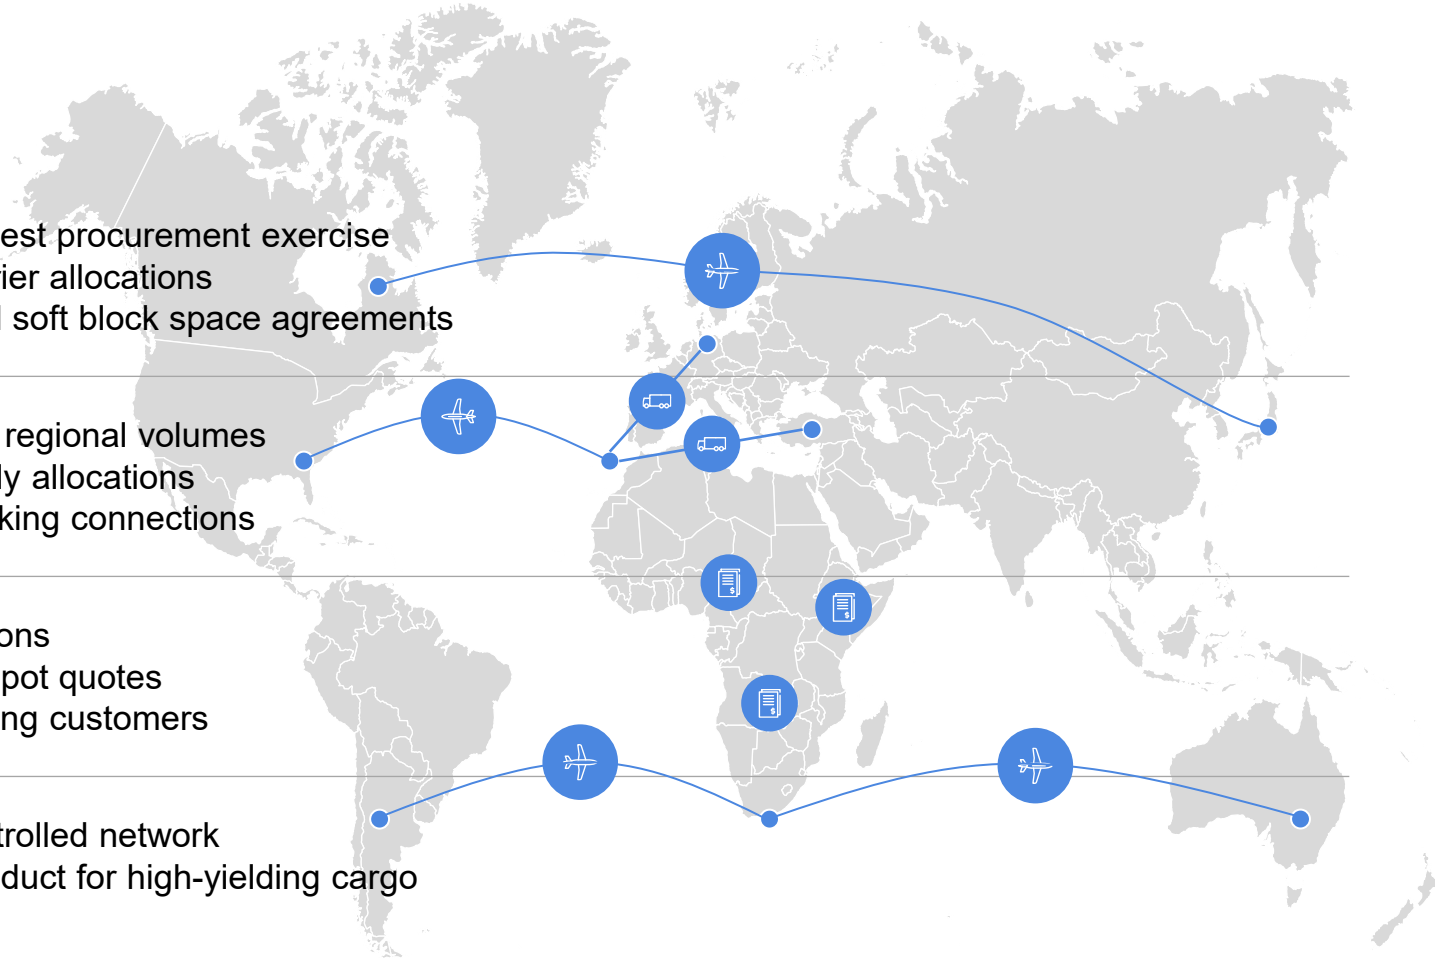 est procurement exercise
ier allocations
soft block space agreements
regional volumes
ly allocations
king connections
ons
pot quotes
ng customers
trolled network
duct for high-yielding cargo